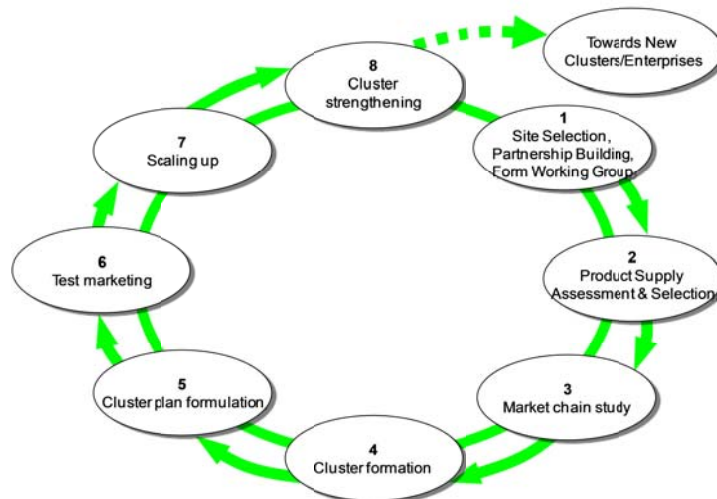 8
Cluster
strengthening
Towards New
Clusters/Enterprises
1
Site Selection,
Partnership Building,
Form Working Group
2
Product Supply
Assessment & Selection
3
Market chain study
4
Cluster formation
5
Cluster plan formulation
6
Test marketing
7
Scaling up